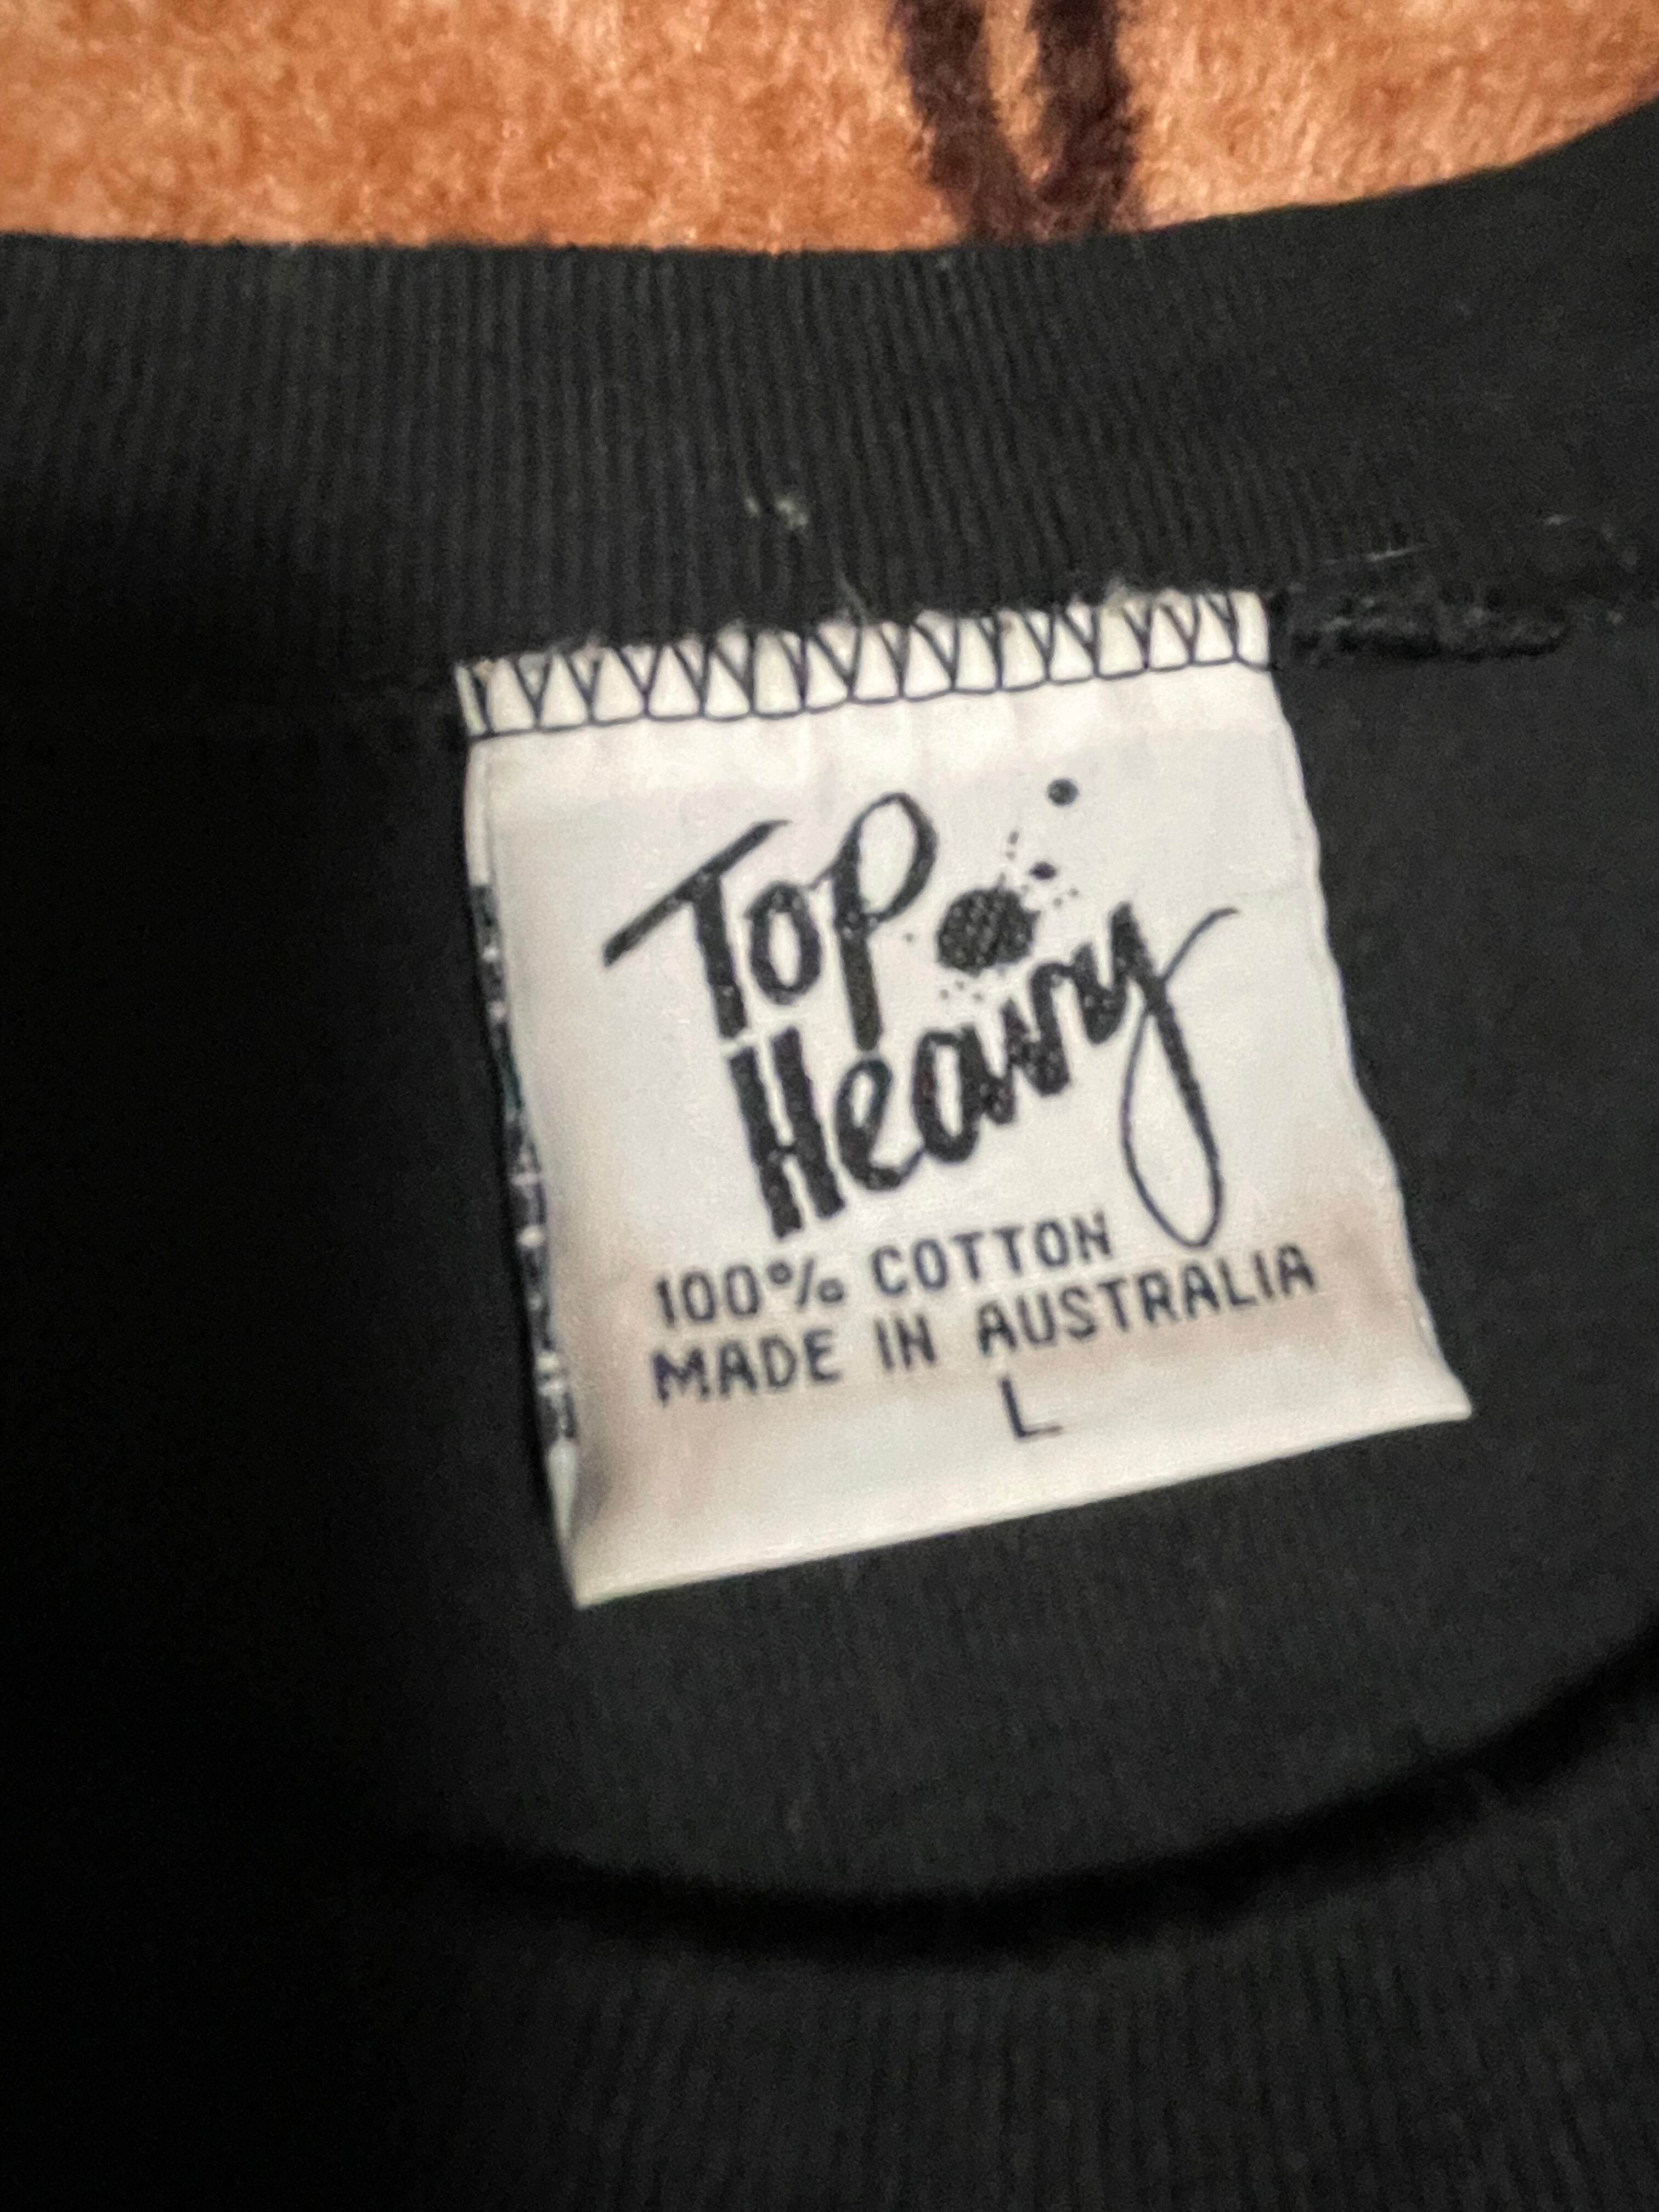 Top
Heavy
100% COTTON
MADE IN AUSTRALIA
L